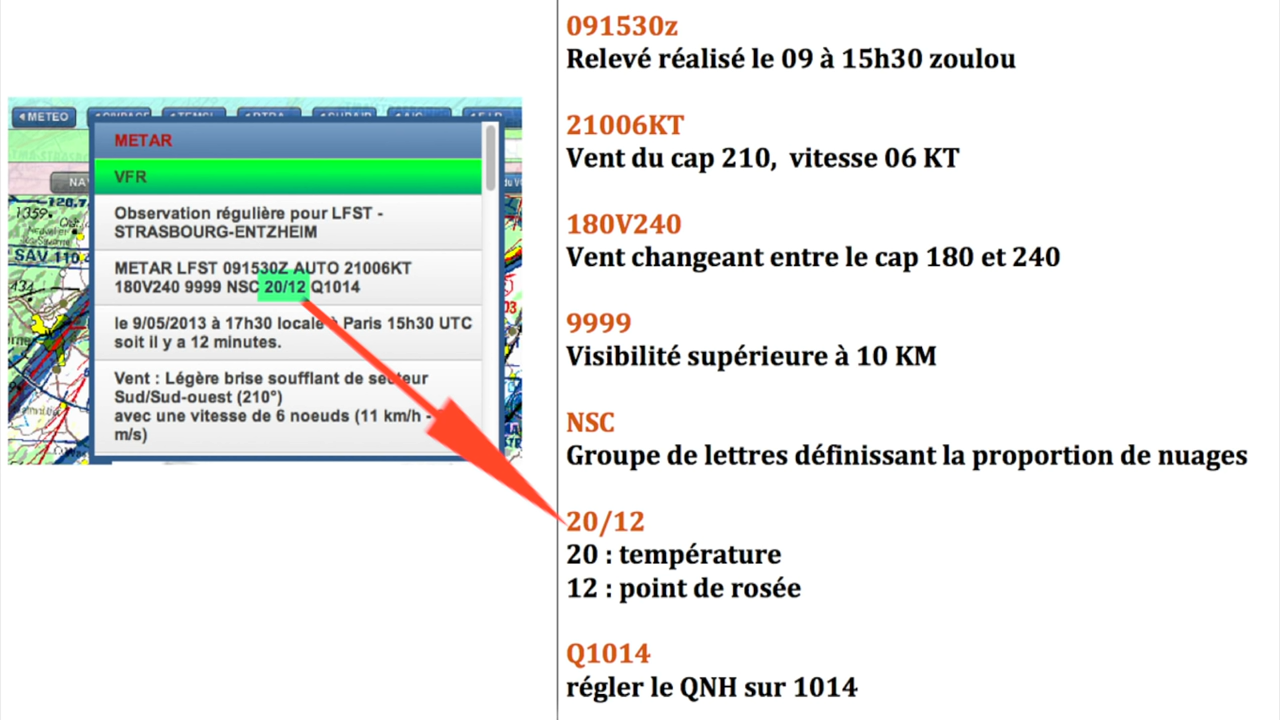 METEO
METAR
VFR
Observation régulière pour LFST -
STRASBOURG-ENTZHEIM
METAR LFST 091530Z AUTO 21006KT
180V240 9999 NSC 20/12 Q1014
le 9/05/2013 à 17h30 locale à Paris 15h30 UTC
soit il y a 12 minutes.
Vent : Légère brise soufflant de secteur
Sud/Sud-ouest (210°)
avec une vitesse de 6 noeuds (11 km/h -
m/s)
1359
SAV 110
091530z
Relevé réalisé le 09 à 15h30 zoulou
21006KT
Vent du cap 210, vitesse 06 KT
180V240
Vent changeant entre le cap 180 et 240
9999
Visibilité supérieure à 10 KM
NSC
Groupe de lettres définissant la proportion de nuages
20/12
20 : température
12 : point de rosée
Q1014
régler le QNH sur 1014